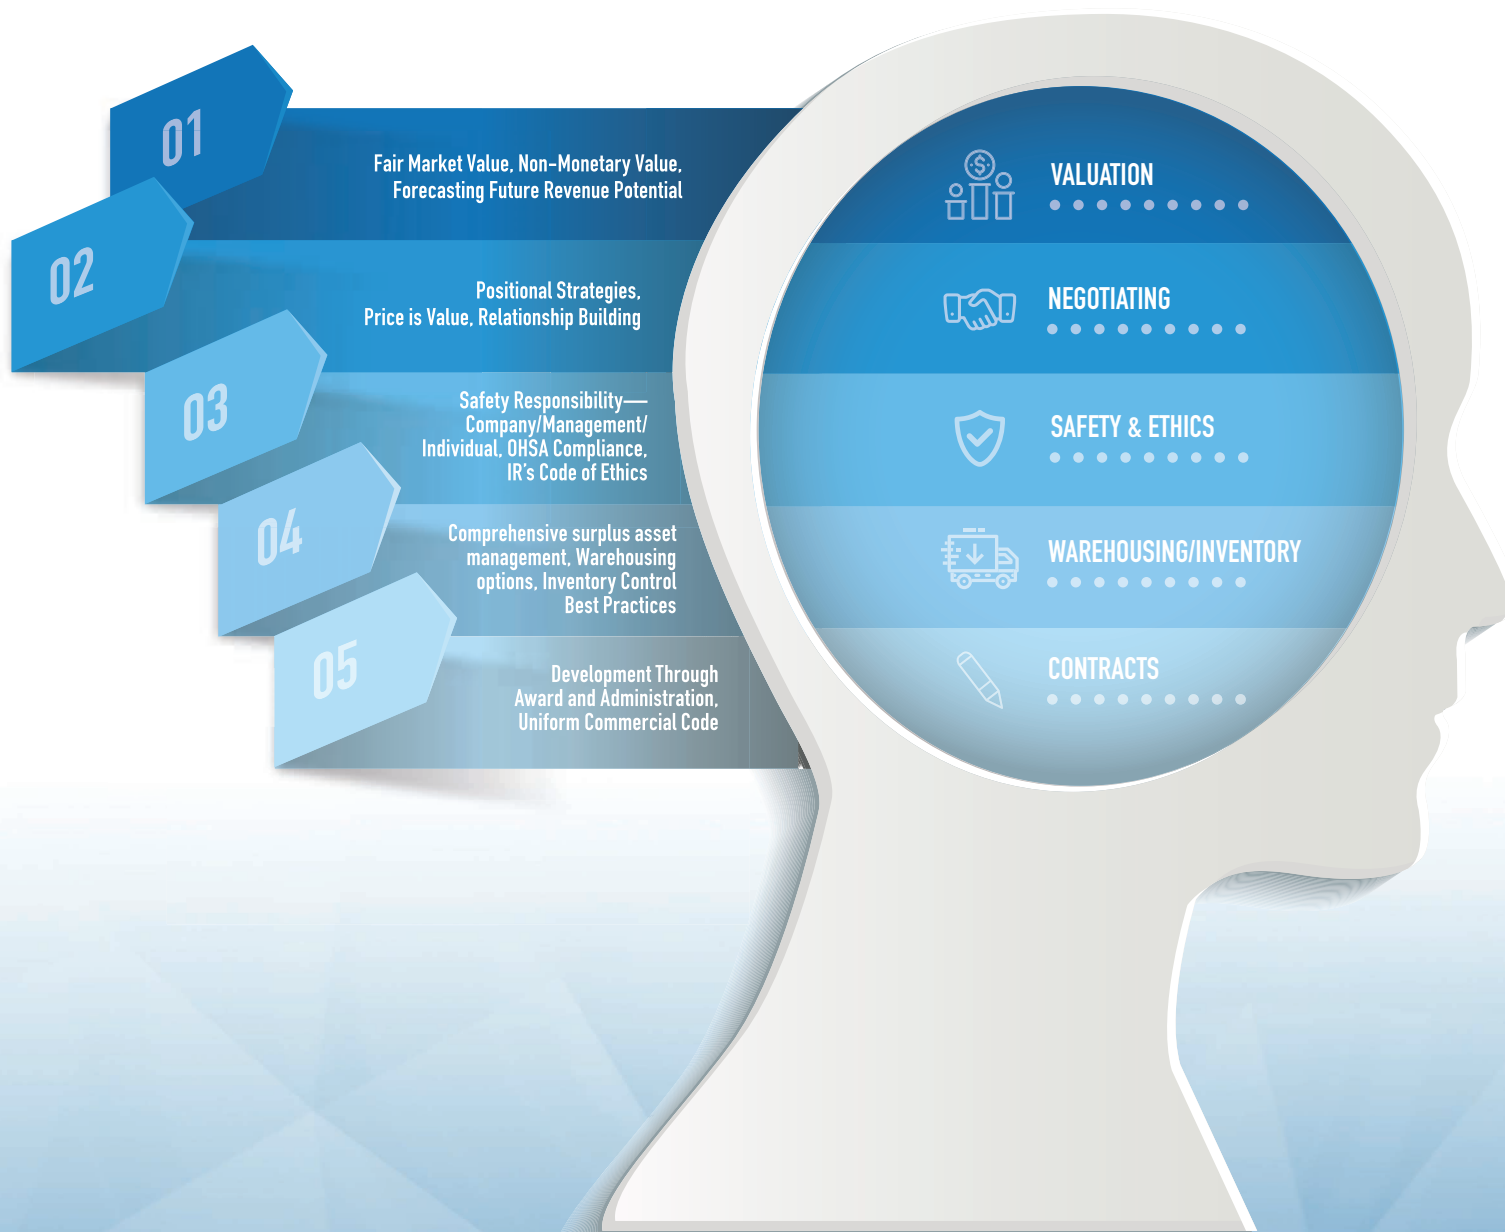 01
Fair Market Value, Non-Monetary Value,
Forecasting Future Revenue Potential
VALUATION
02
Positional Strategies,
Price is Value, Relationship Building
NEGOTIATING
03
Safety Responsibility—
Company/Management/
Individual, OHSA Compliance,
IR's Code of Ethics
SAFETY & ETHICS
04
Comprehensive surplus asset
management, Warehousing
options, Inventory Control
Best Practices
WAREHOUSING/INVENTORY
05
Development Through
Award and Administration,
Uniform Commercial Code
CONTRACTS